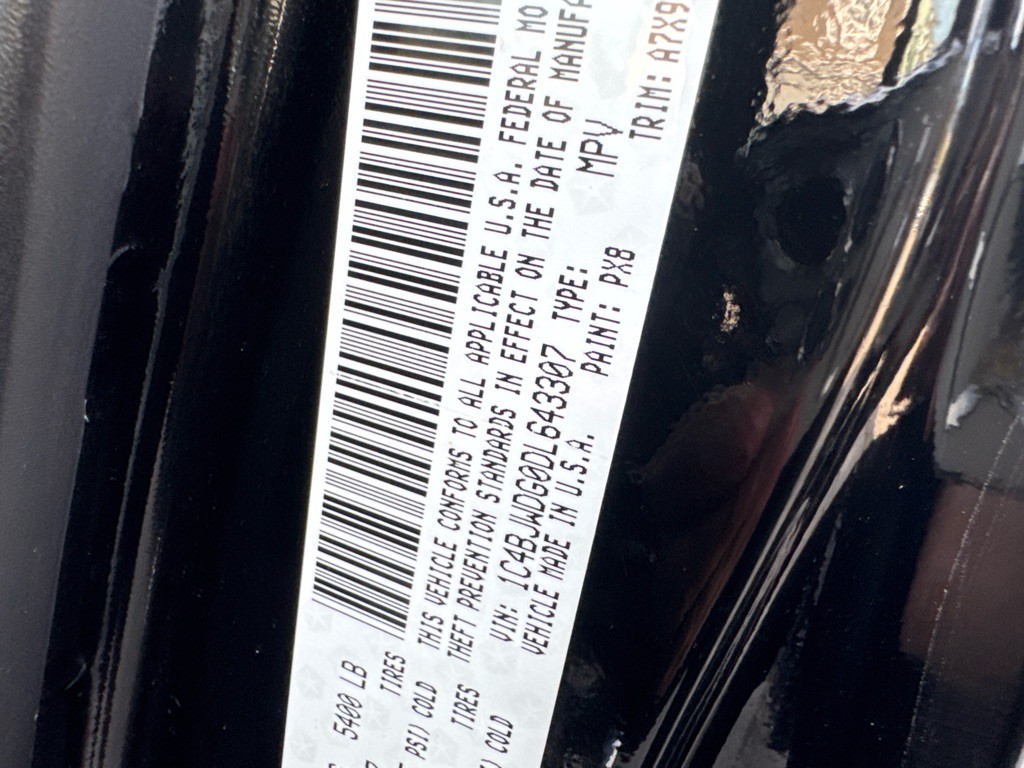 5400 LB
TIRES
PSI) COLD
THIS VEHICLE CONFORMS TO ALL APPLICABLE U.S.A. FEDERAL MO
TIRES
THEFT PREVENTION STANDARDS IN EFFECT ON THE DATE OF MANUFA
COLD
VIN: 1C4BJWDG0DL643307 TYPE: MPV
VEHICLE MADE IN U.S.A. PAINT: PX8 TRIM: A7X9